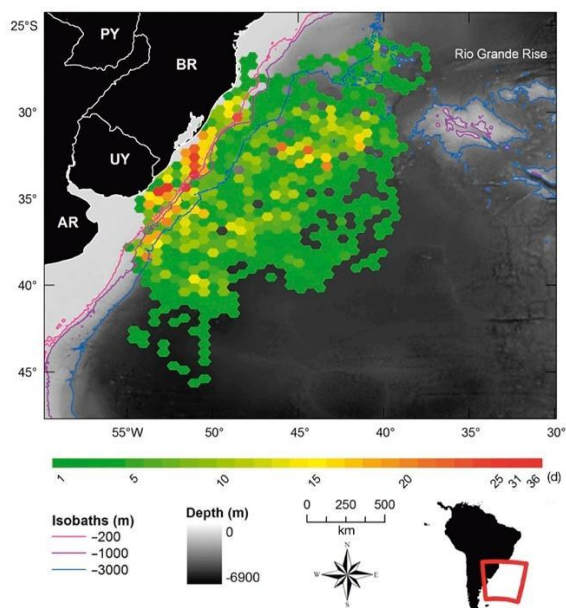 25°S
PY
BR
Rio Grande Rise
30°
UY
35°
AR
40°
45°
55°W 50° 45° 40° 35° 30°
1 5 10 15 20 25 31 36 (d)
Isobaths (m)
−200
−1000
−3000
Depth (m)
0
-6900
0 250 500
km
N
W E
S